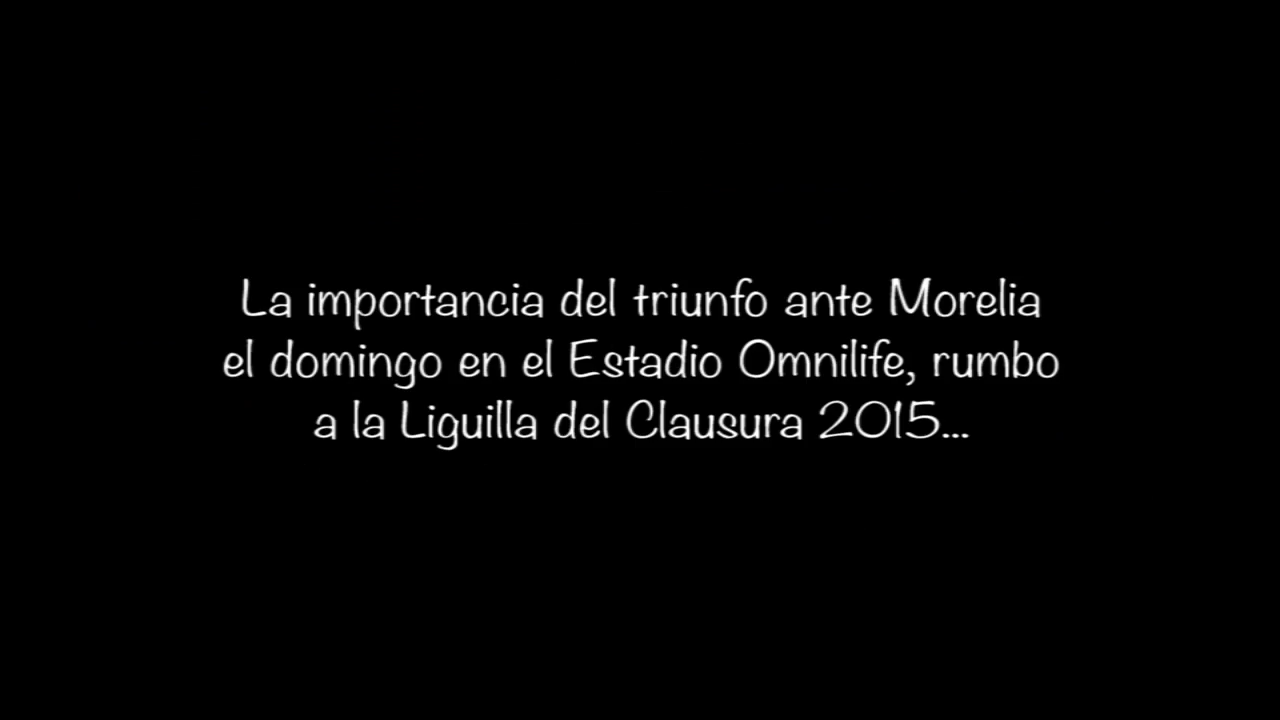 La importancia del triunfo ante Morelia
el domingo en el Estadio Omnilife, rumbo
a la Liguilla del Clausura 2015...